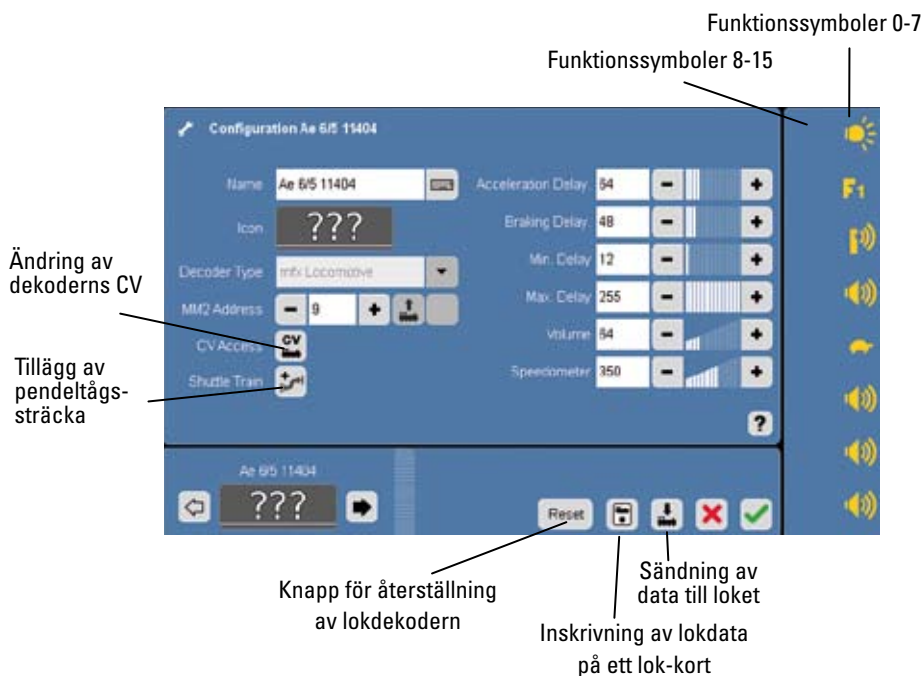 Funktionssymboler 0-7
Funktionssymboler 8-15
Configuration Ae 6/5 11404
Name
Ae 6/5 11404
Icon
???
Decoder Type
mfx Locomotive
MM2 Address
9
CV Access
CV
Shuttle Train
Acceleration Delay
64
Braking Delay
48
Min. Delay
12
Max. Delay
255
Volume
64
Speedometer
350
?
F1
Ändring av
dekoderns CV
Tillägg av
pendeltågs-
sträcka
Ae 6/5 11404
???
Reset
Knapp för återställning
av lokdekodern
Sändning av
data till loket
Inskrivning av lokdata
på ett lok-kort